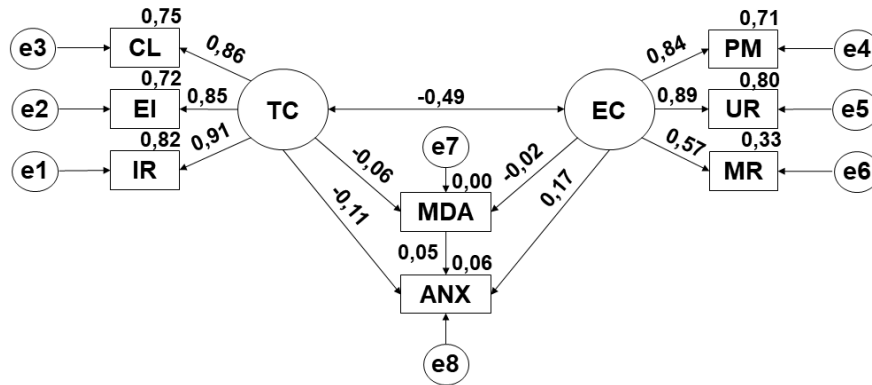 0,75
0,71
e3
CL
0,86
0,84
PM
e4
0,72
0,80
e2
EI
0,85
TC
-0,49
EC
0,89
UR
e5
0,82
0,91
e7
0,57
0,33
e1
IR
-0,06
-0,02
MR
e6
0,00
-0,11
MDA
0,17
0,05
0,06
ANX
e8